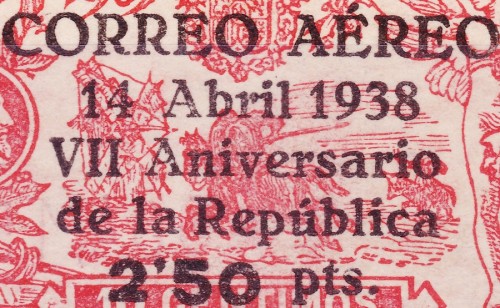 CORREO AÉREO
14 Abril 1938
VII Aniversario
de la República
2'50 pts.